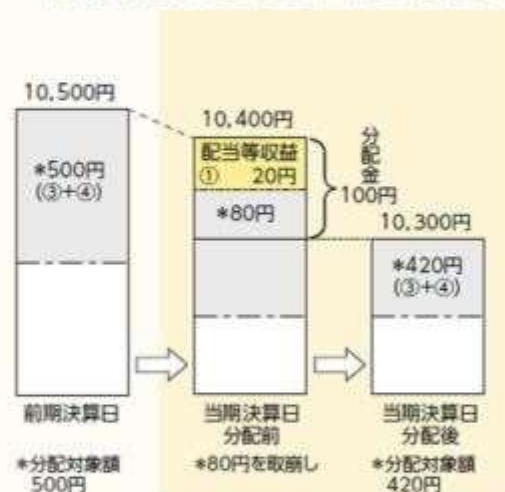 10,500円
*500円
(③+④)
10,400円
配当等収益
① 20円
*80円
分配金
100円
10,300円
*420円
(③+④)
前期決算日
当期決算日
分配前
当期決算日
分配後
*分配対象額
500円
*80円を取崩し
*分配対象額
420円